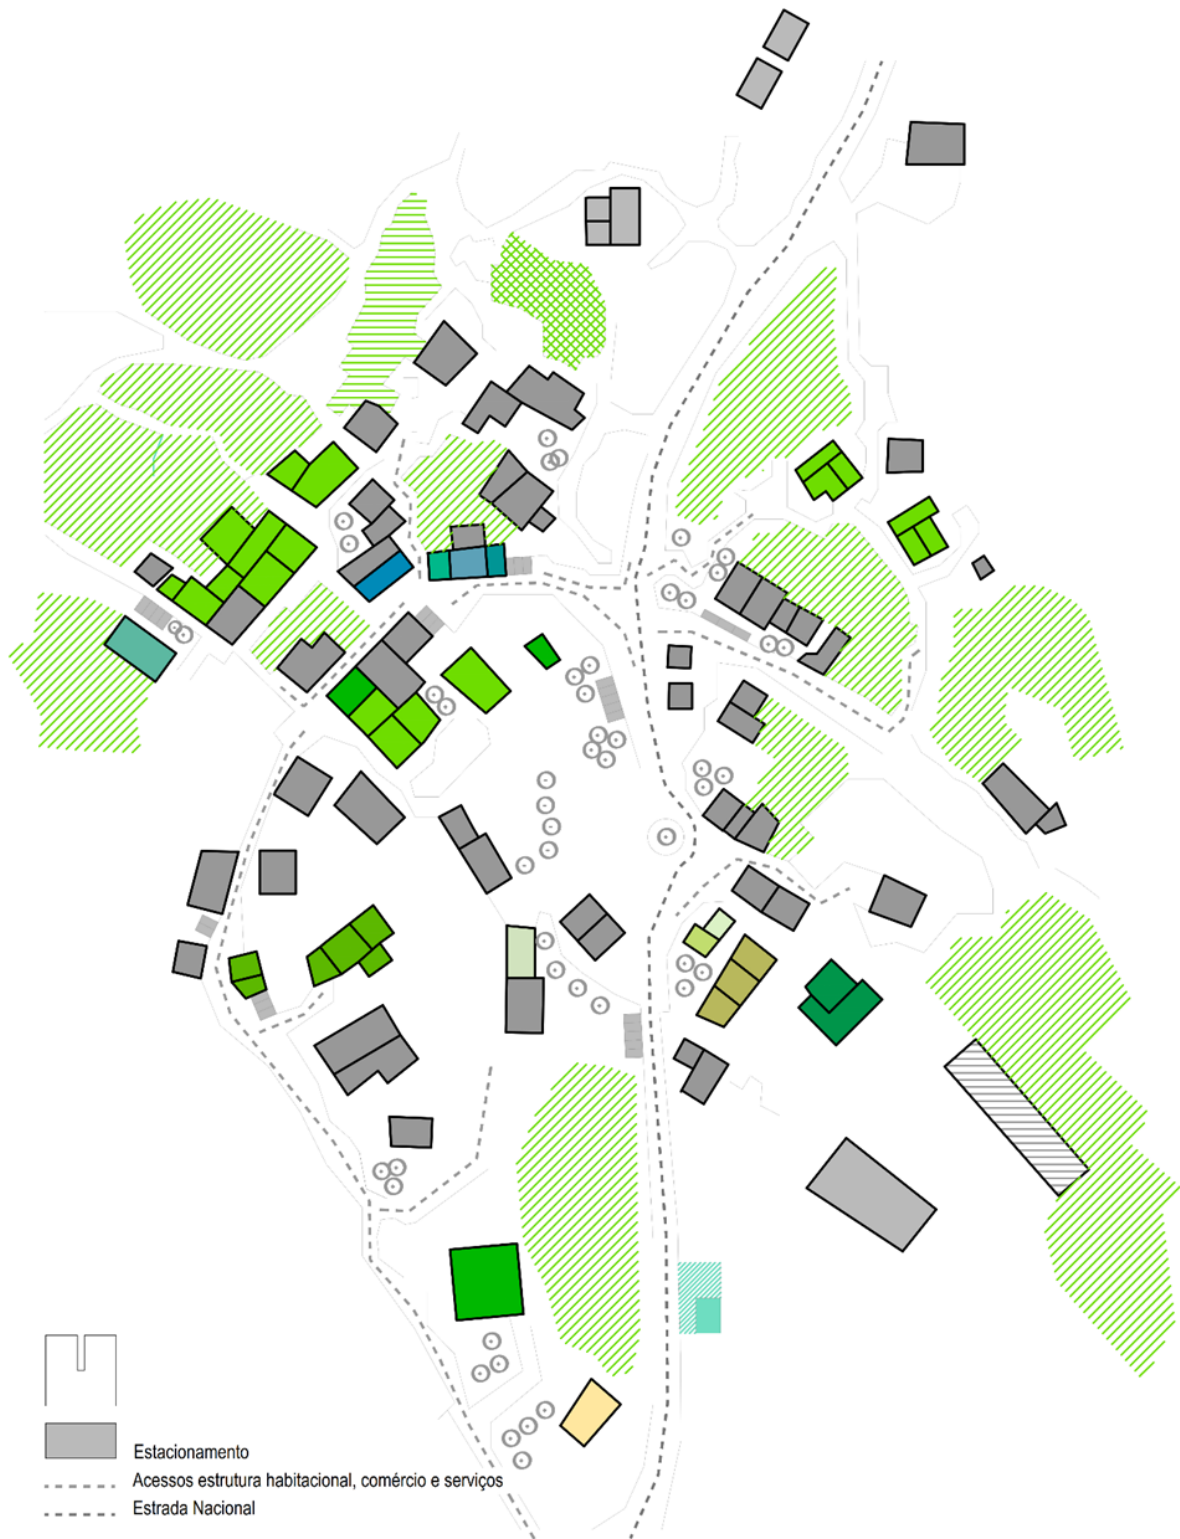 Estacionamento
Acessos estrutura habitacional, comércio e serviços
Estrada Nacional